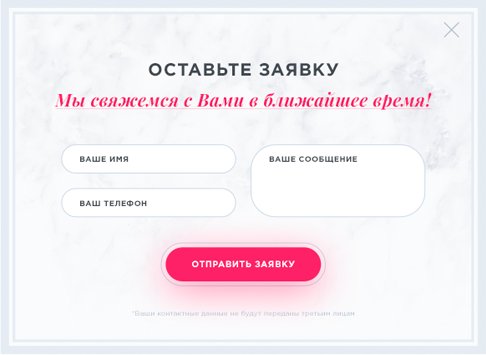 ОСТАВЬТЕ ЗАЯВКУ
Мы свяжемся с Вами в ближайшее время!
ВАШЕ ИМЯ
ВАШЕ СООБЩЕНИЕ
ВАШ ТЕЛЕФОН
ОТПРАВИТЬ ЗАЯВКУ
*Ваши контактные данные не будут переданы третьим лицам